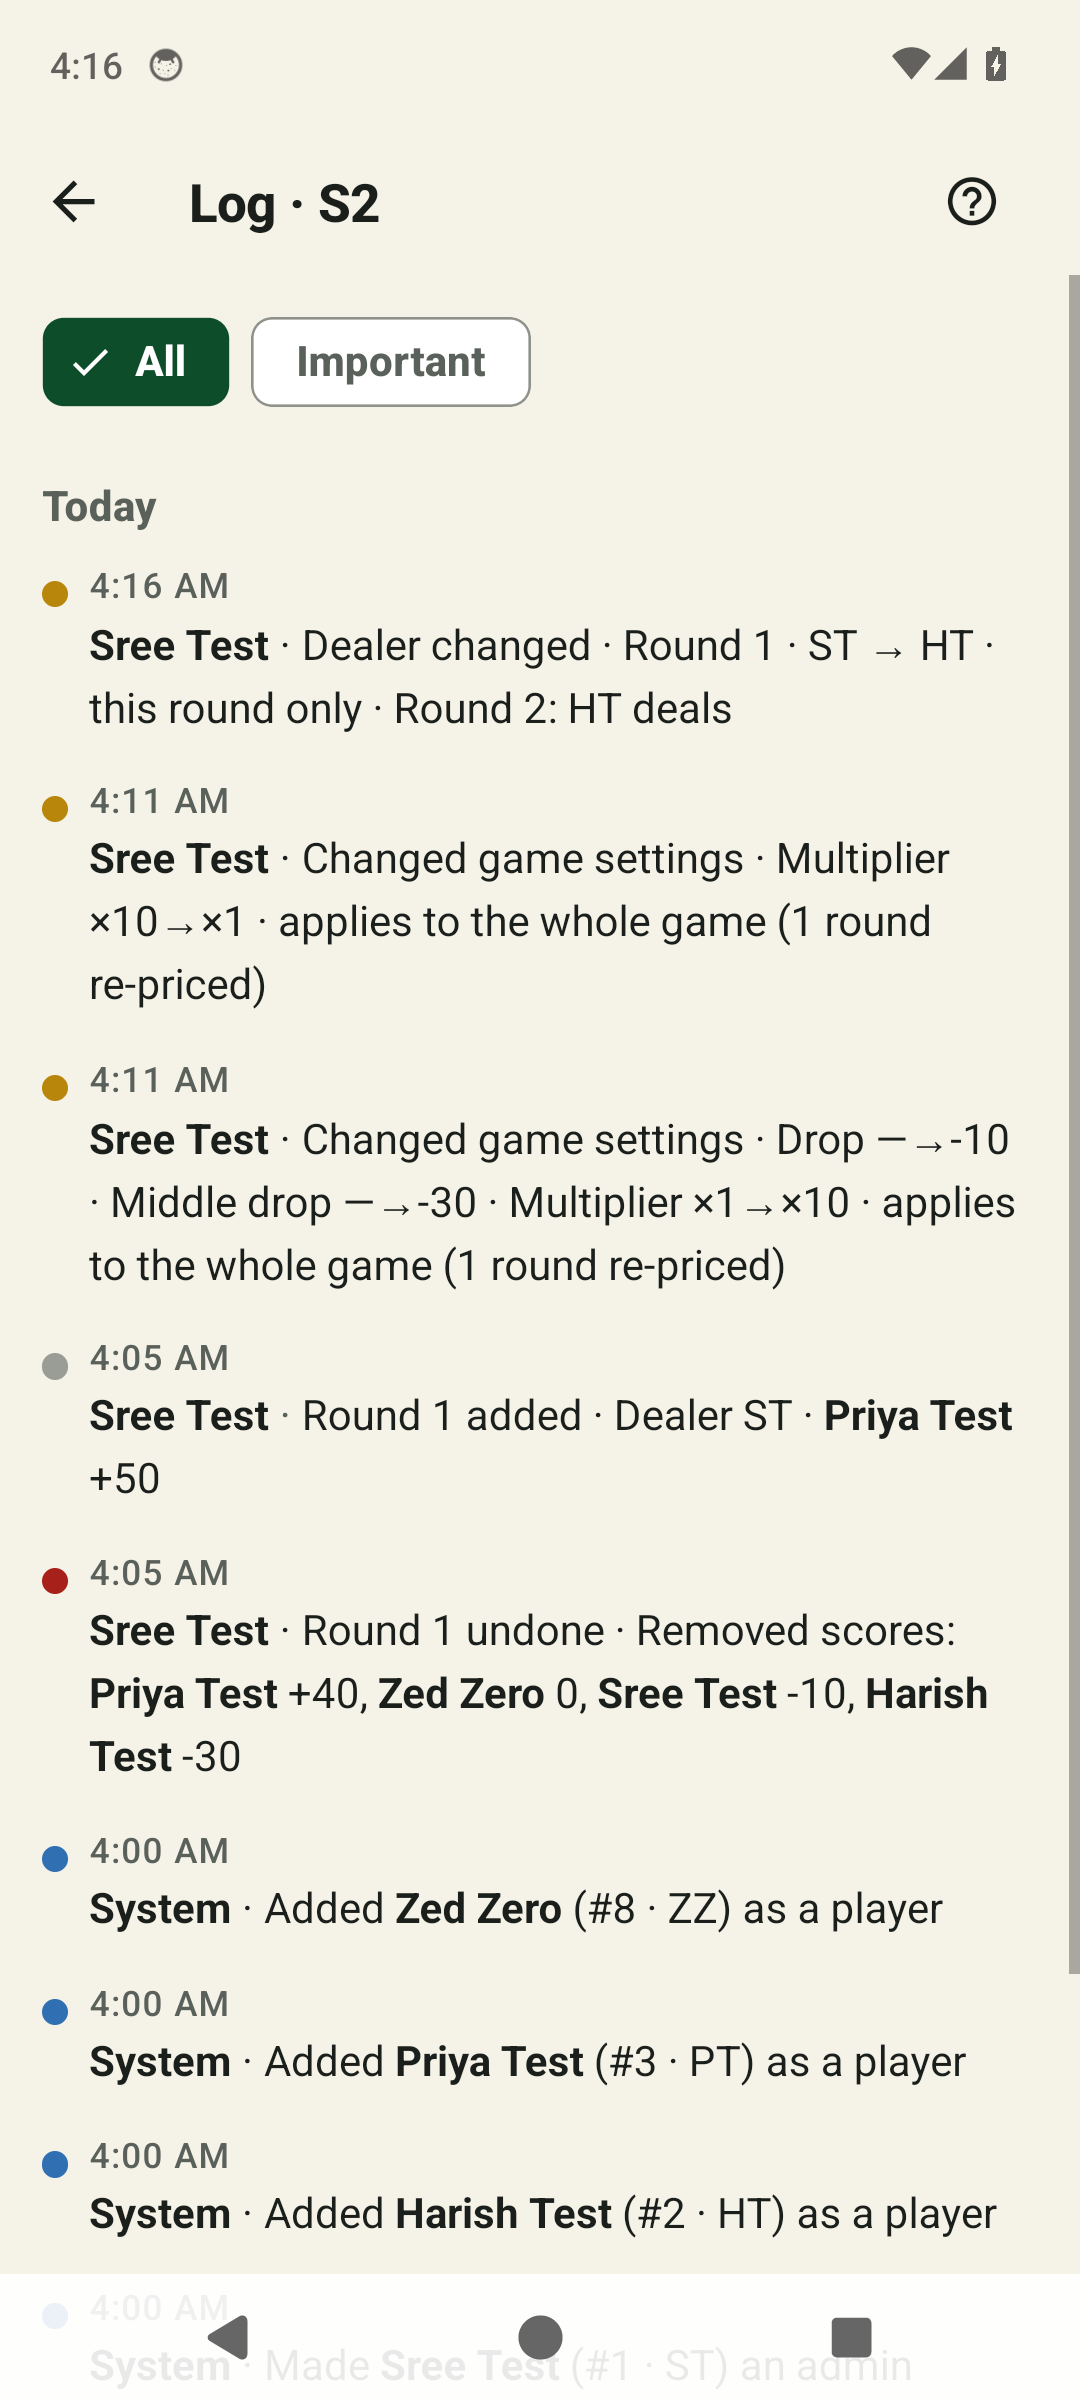 4:16
Log · S2
All
Important
Today
4:16 AM
Sree Test · Dealer changed · Round 1 · ST → HT ·
this round only · Round 2: HT deals
4:11 AM
Sree Test · Changed game settings · Multiplier
×10→×1 · applies to the whole game (1 round
re-priced)
4:11 AM
Sree Test · Changed game settings · Drop —→-10
· Middle drop —→-30 · Multiplier ×1→×10 · applies
to the whole game (1 round re-priced)
4:05 AM
Sree Test · Round 1 added · Dealer ST · Priya Test
+50
4:05 AM
Sree Test · Round 1 undone · Removed scores:
Priya Test +40, Zed Zero 0, Sree Test -10, Harish
Test -30
4:00 AM
System · Added Zed Zero (#8 · ZZ) as a player
4:00 AM
System · Added Priya Test (#3 · PT) as a player
4:00 AM
System · Added Harish Test (#2 · HT) as a player
4:00 AM
System · Made Sree Test (#1 · ST) an admin